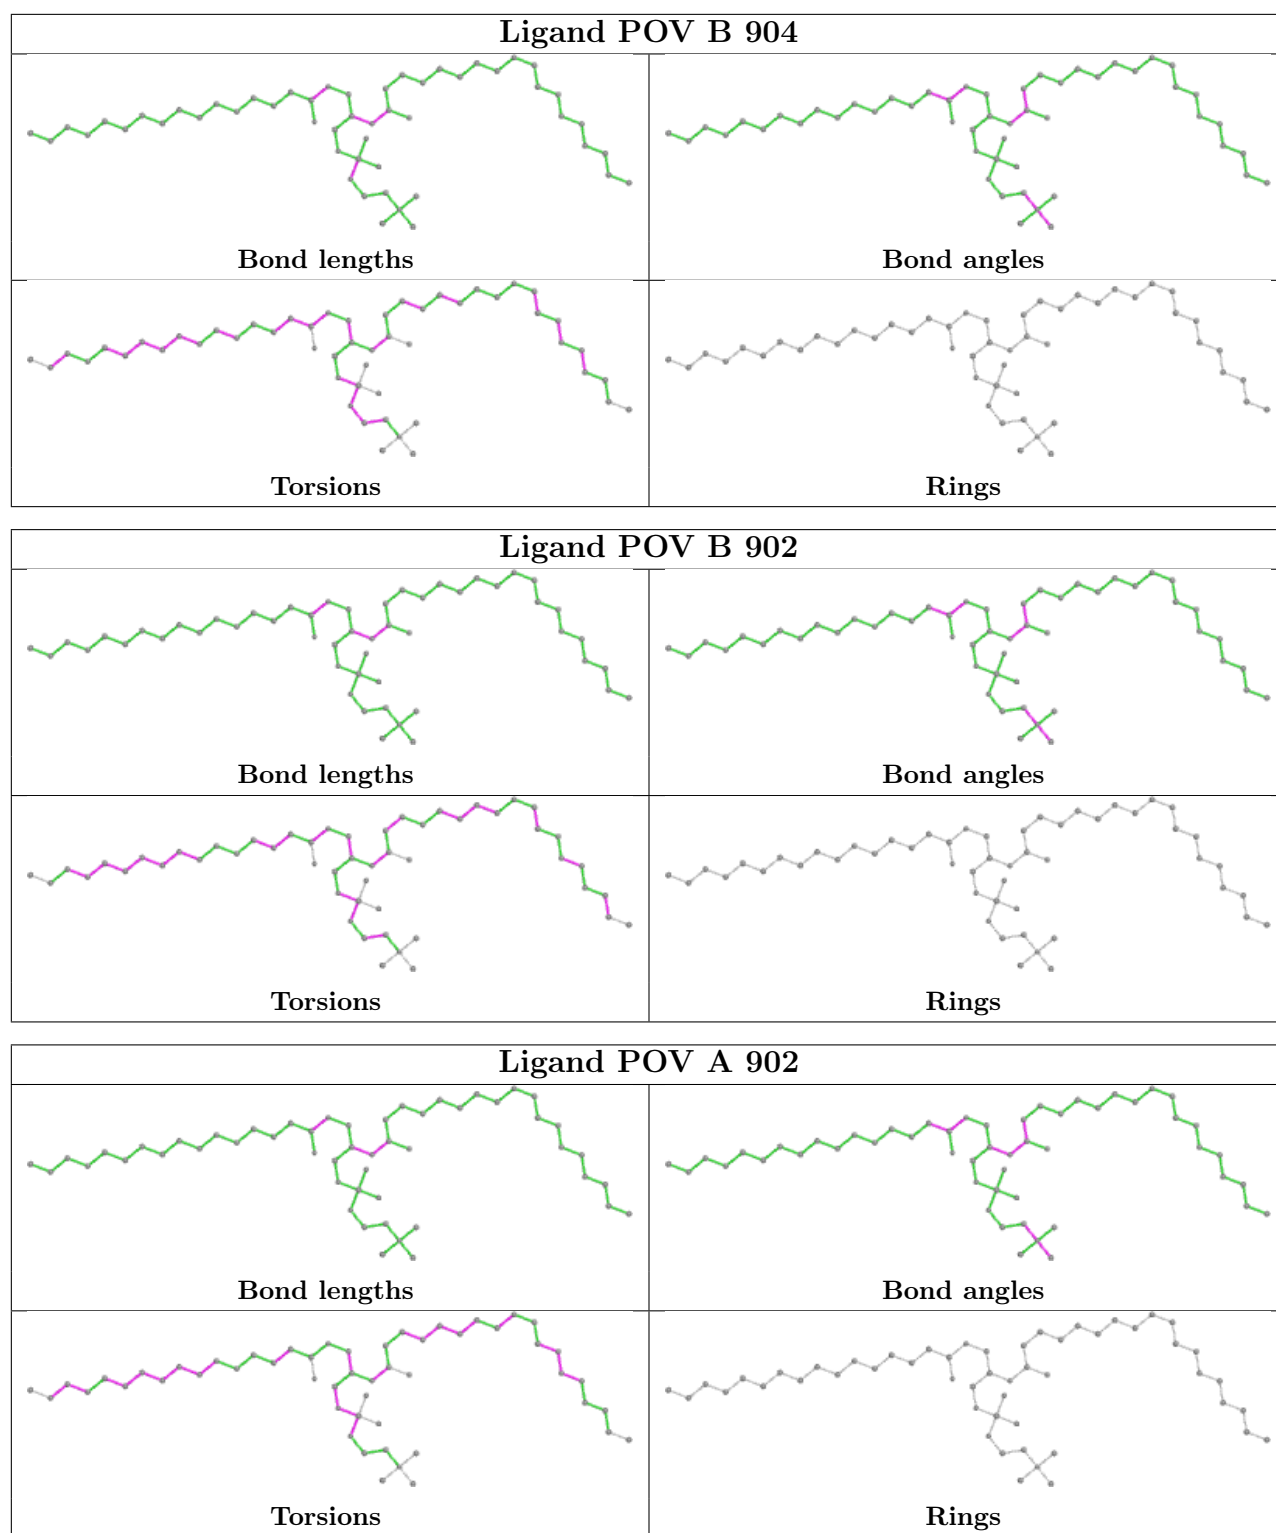 Ligand POV B 904
Bond lengths
Bond angles
Torsions
Rings
Ligand POV B 902
Bond lengths
Bond angles
Torsions
Rings
Ligand POV A 902
Bond lengths
Bond angles
Torsions
Rings